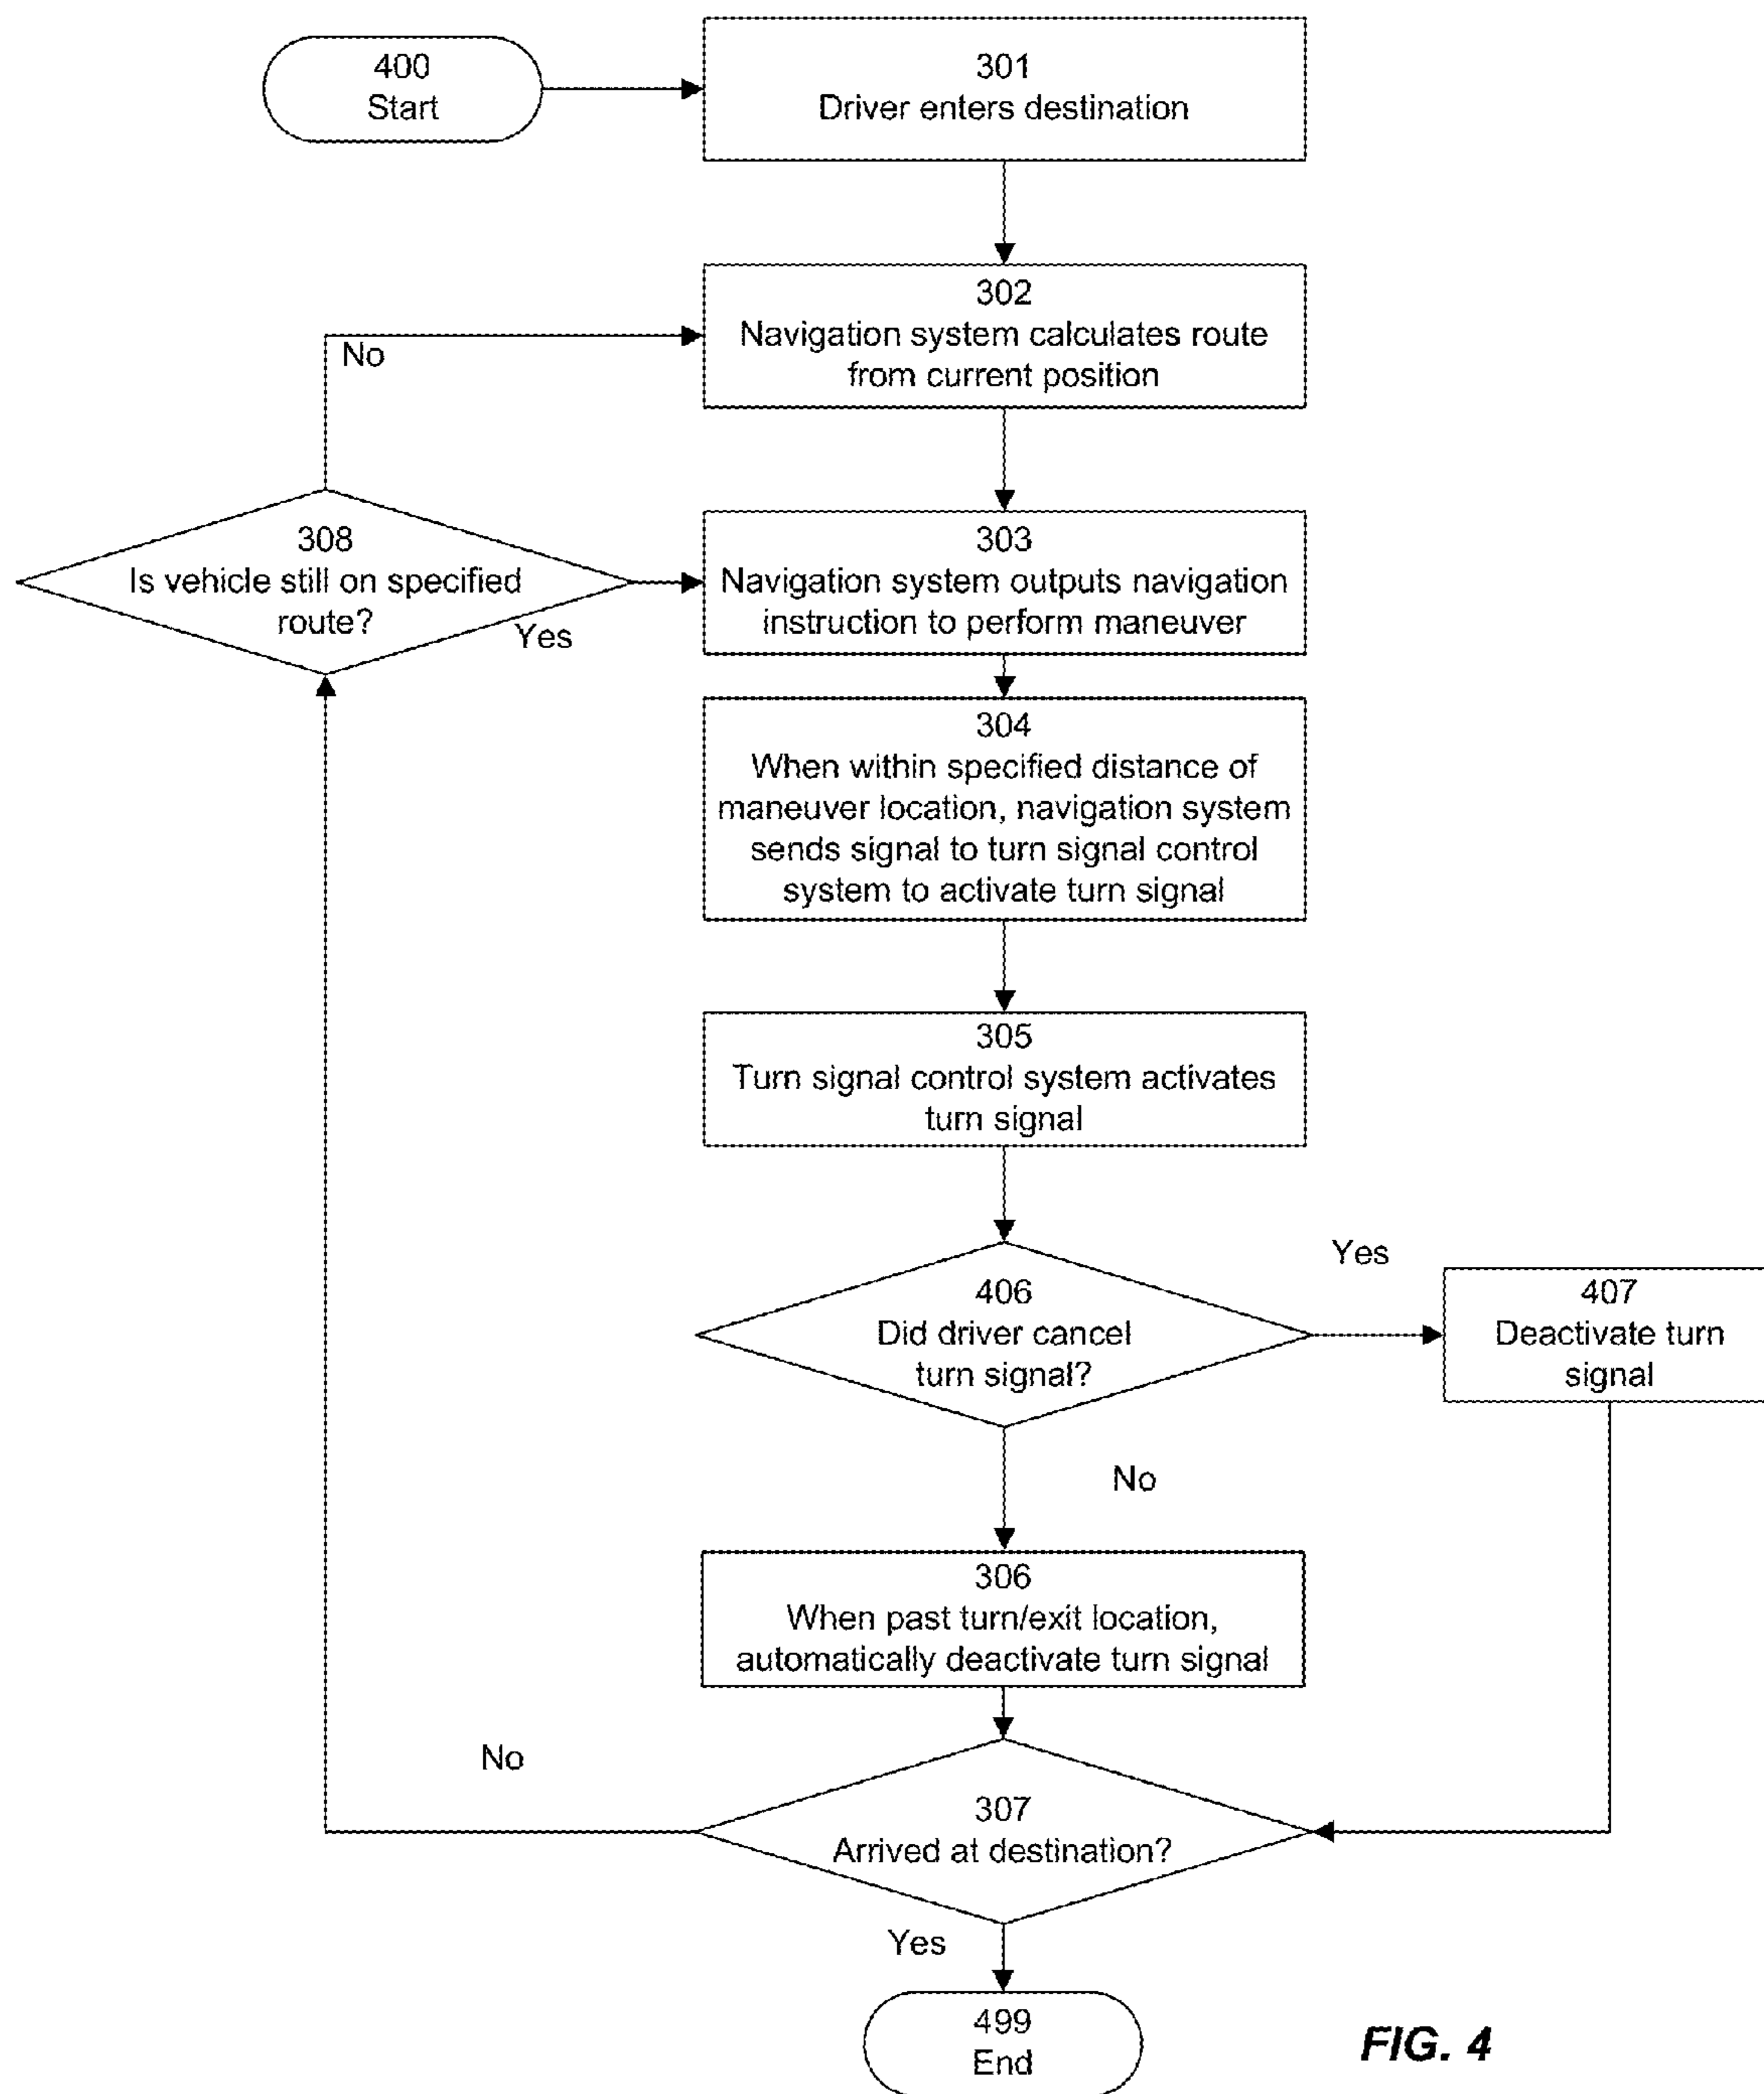 400
Start
301
Driver enters destination
302
Navigation system calculates route
from current position
No
308
Is vehicle still on specified
route?
Yes
303
Navigation system outputs navigation
instruction to perform maneuver
304
When within specified distance of
maneuver location, navigation system
sends signal to turn signal control
system to activate turn signal
305
Turn signal control system activates
turn signal
406
Did driver cancel
turn signal?
Yes
407
Deactivate turn
signal
No
306
When past turn/exit location,
automatically deactivate turn signal
No
307
Arrived at destination?
Yes
499
End
FIG. 4